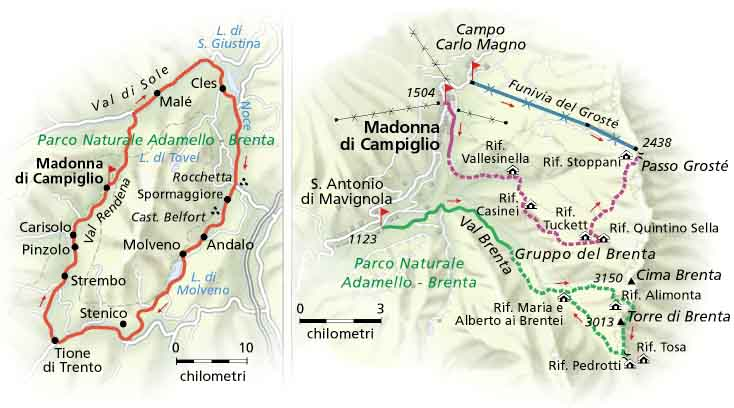 L. di
S. Giustina
Cles
Val di Sole
Malé
Noce
Parco Naturale Adamello - Brenta
L. di Tovel
Madonna
di Campiglio
Rocchetta
Spormaggiore
Val Rendena
Cast. Belfort
Carisolo
Pinzolo
Molveno
Andalo
Strembo
L. di
Molveno
Stenico
Tione
di Trento
0
10
chilometri
Campo
Carlo Magno
1504
Funivia del Grosté
Madonna
di Campiglio
2438
Rif.
Vallesinella
Rif. Stoppani
Passo Grosté
S. Antonio
di Mavignola
Rif.
Casinei
Rif.
Tuckett
Rif. Quintino Sella
1123
Val Brenta
Gruppo del Brenta
Parco Naturale
Adamello - Brenta
3150
Cima Brenta
Rif. Alimonta
0
3
chilometri
Rif. Maria e
Alberto ai Brentei
3013
Torre di Brenta
Rif. Tosa
Rif. Pedrotti